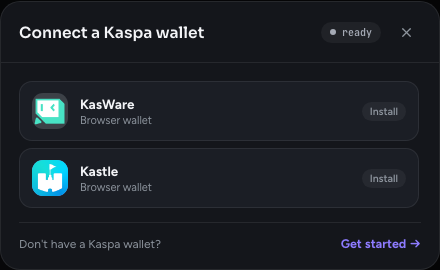 Connect a Kaspa wallet
ready
KasWare
Browser wallet
Install
Kastle
Browser wallet
Install
Don't have a Kaspa wallet?
Get started →